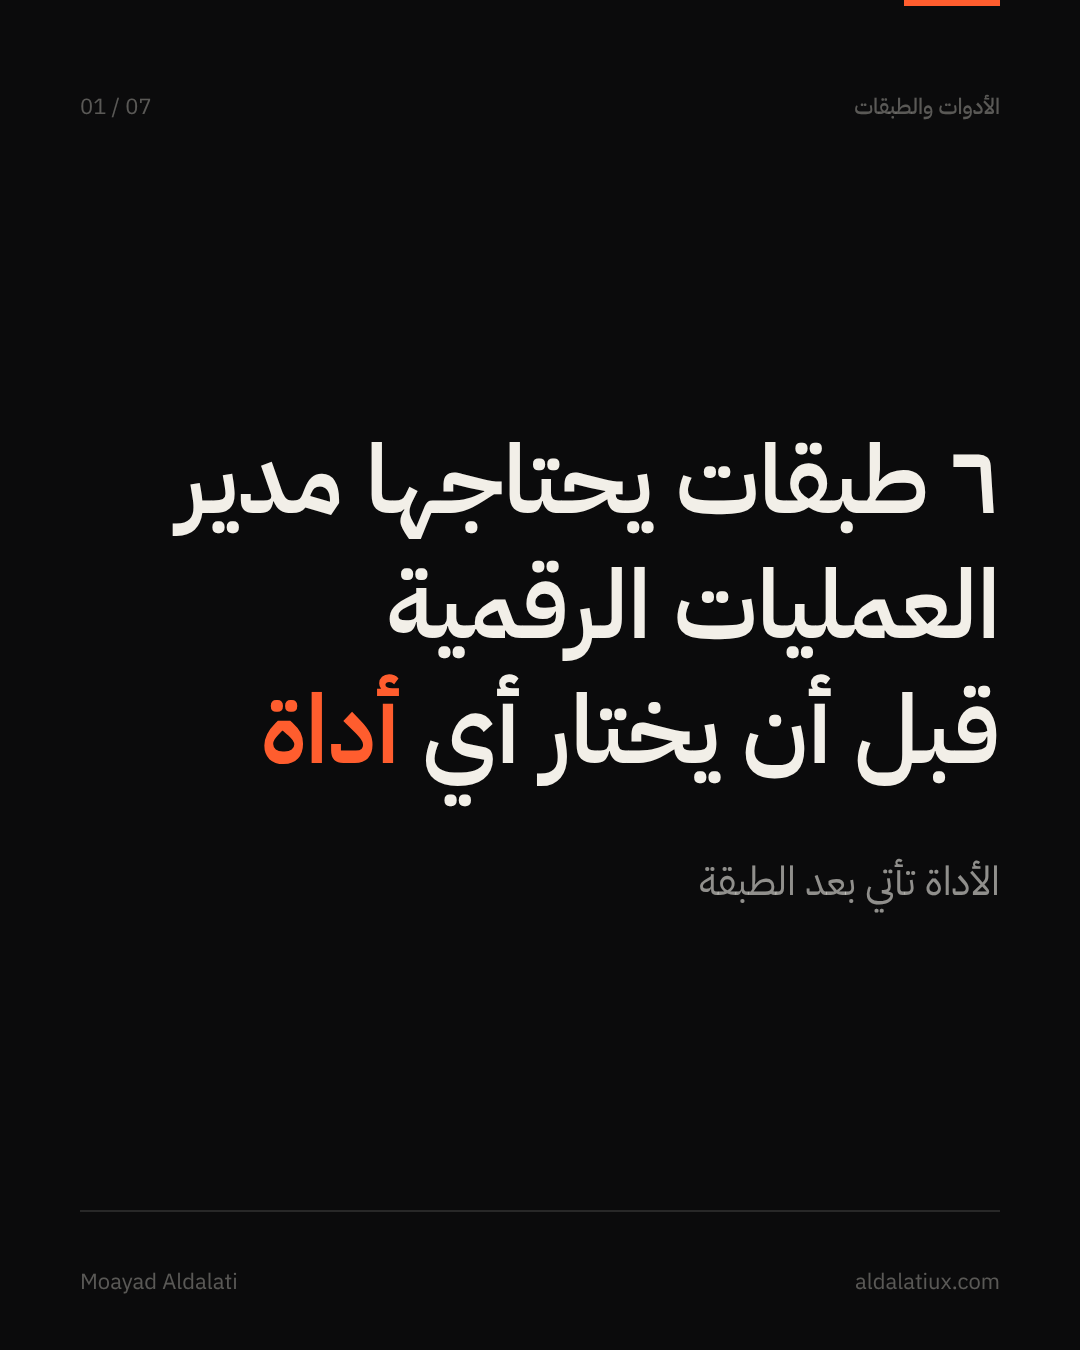 الأدوات والطبقات
01 / 07
٦ طبقات يحتاجها مدير
العمليات الرقمية
قبل أن يختار أي أداة
الأداة تأتي بعد الطبقة
aldalatiux.com
Moayad Aldalati